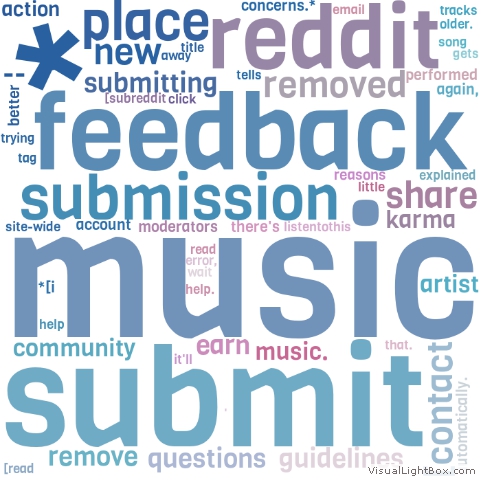 action
place
concerns.*
email
tracks
older.
*
new
title
away
reddit
song
gets
--
submitting
tells
removed
performed
again,
[subreddit
click
better
feedback
trying
tag
submission
reasons
little
explained
share
karma
site-wide
account
moderators
there's
listentothis
music
read
error,
wait
*[i
help.
artist
help
community
it'll
earn
music.
that.
submit
contact
automatically.
remove
questions
guidelines
[read
VisualLightBox.com